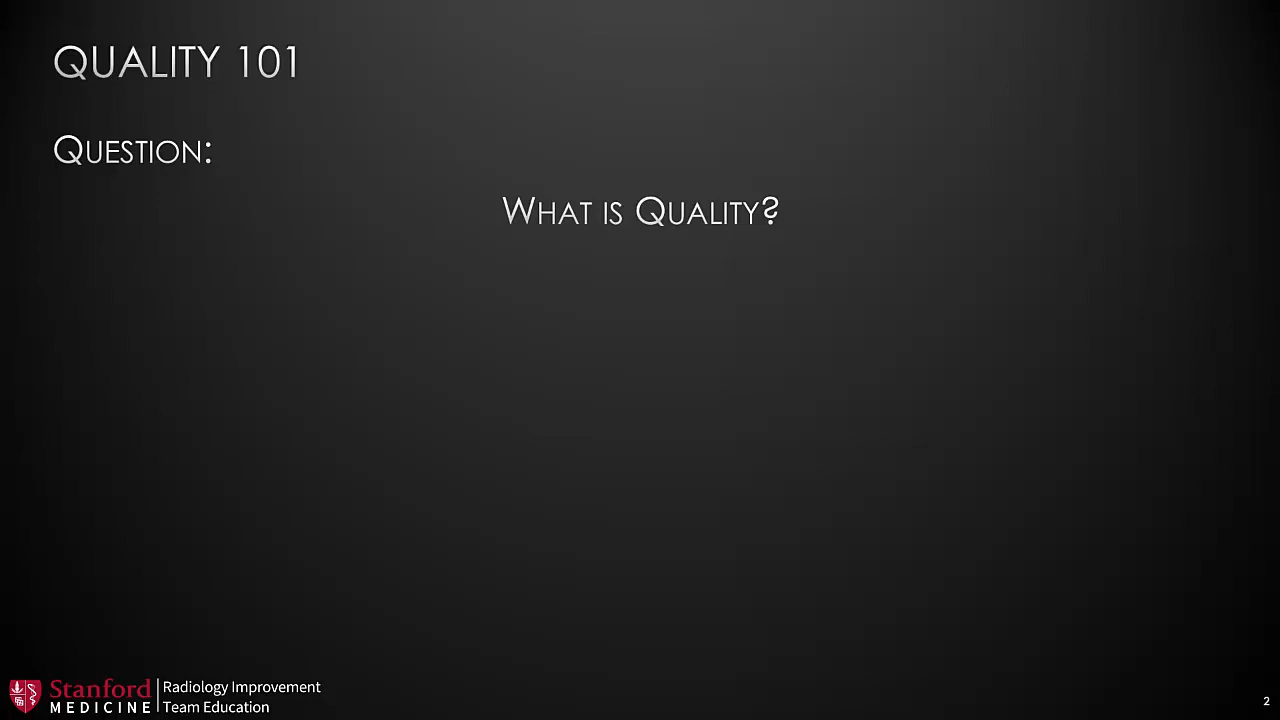 QUALITY 101
QUESTION:
WHAT IS QUALITY?
Stanford
MEDICINE
Radiology Improvement
Team Education
2